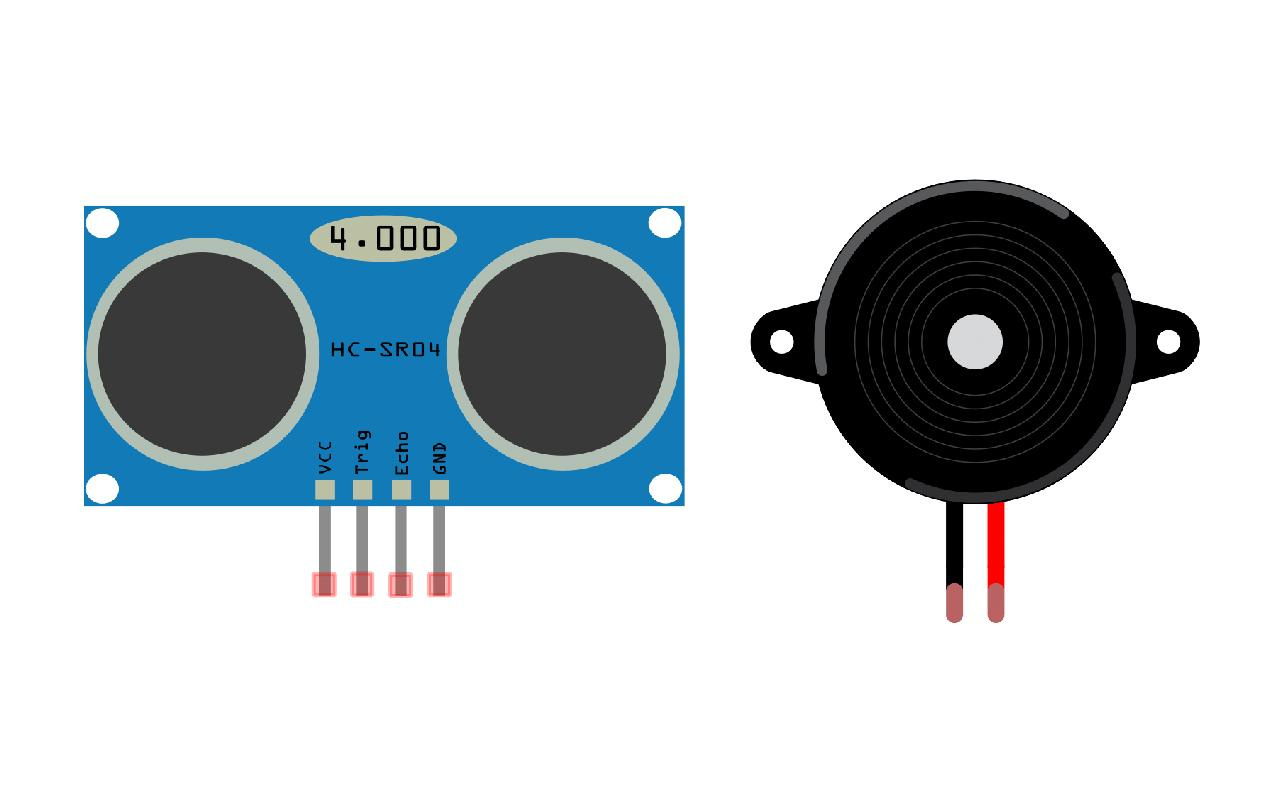 4.000
HC-SR04
VCC
Trig
Echo
GND